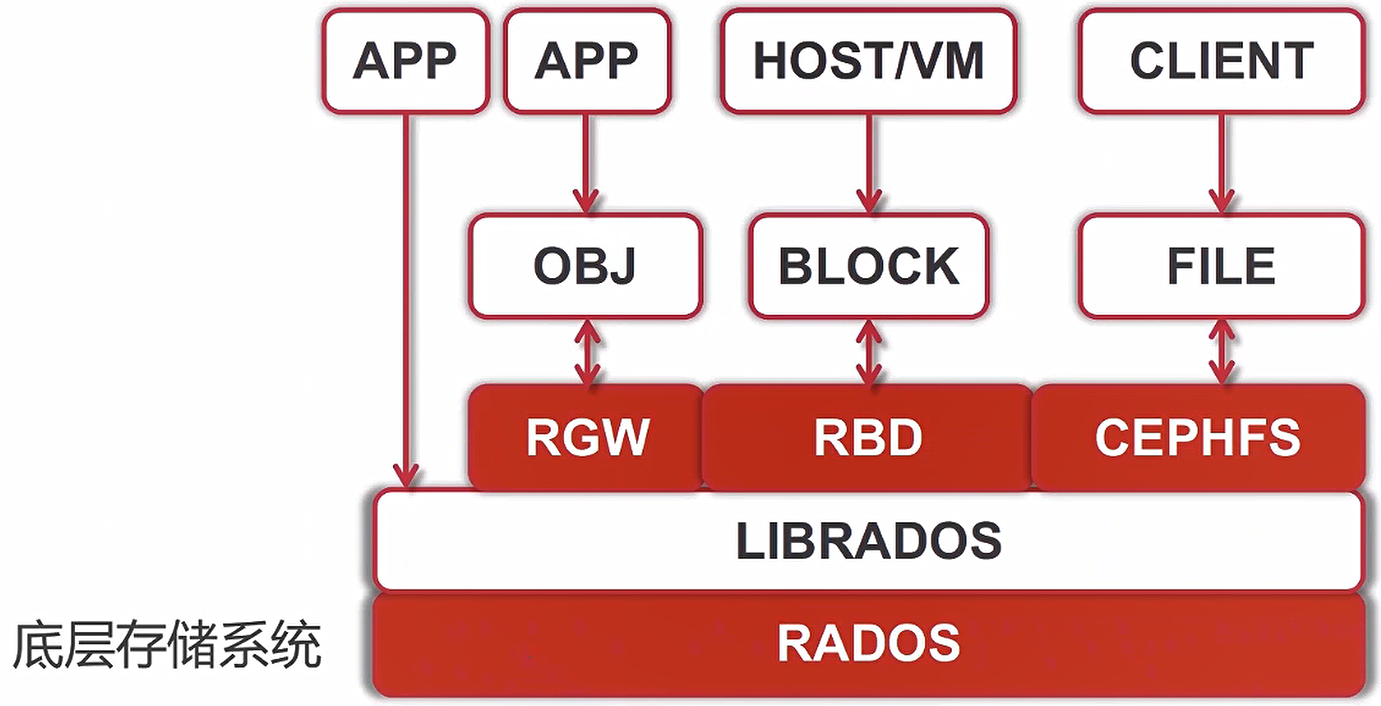 APP
APP
HOST/VM
CLIENT
OBJ
BLOCK
FILE
RGW
RBD
CEPHFS
LIBRADOS
底层存储系统
RADOS